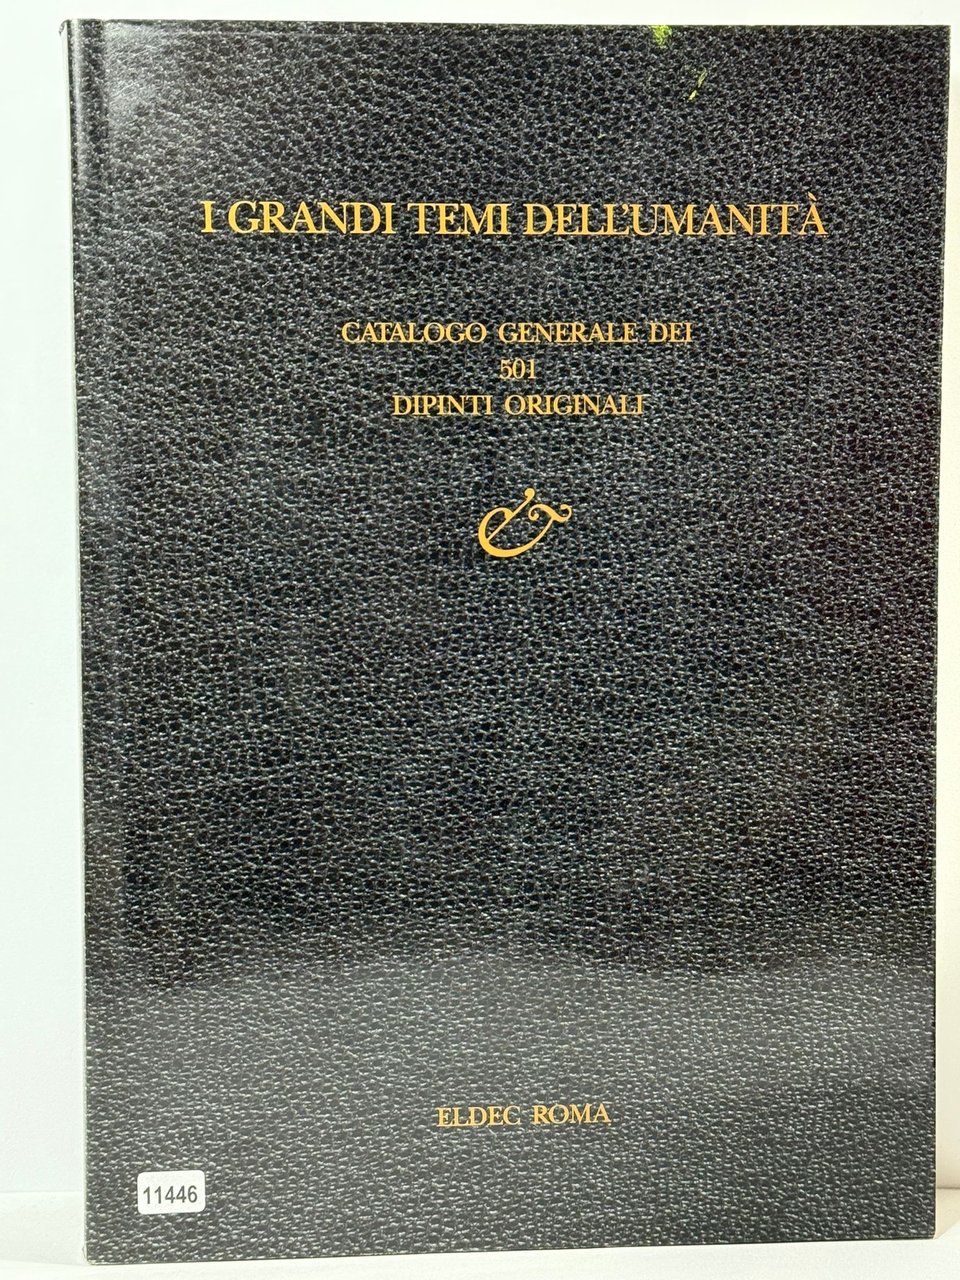 I GRANDI TEMI DELL'UMANITÀ
CATALOGO GENERALE DEI
501
DIPINTI ORIGINALI
&
ELDEC ROMA
11446